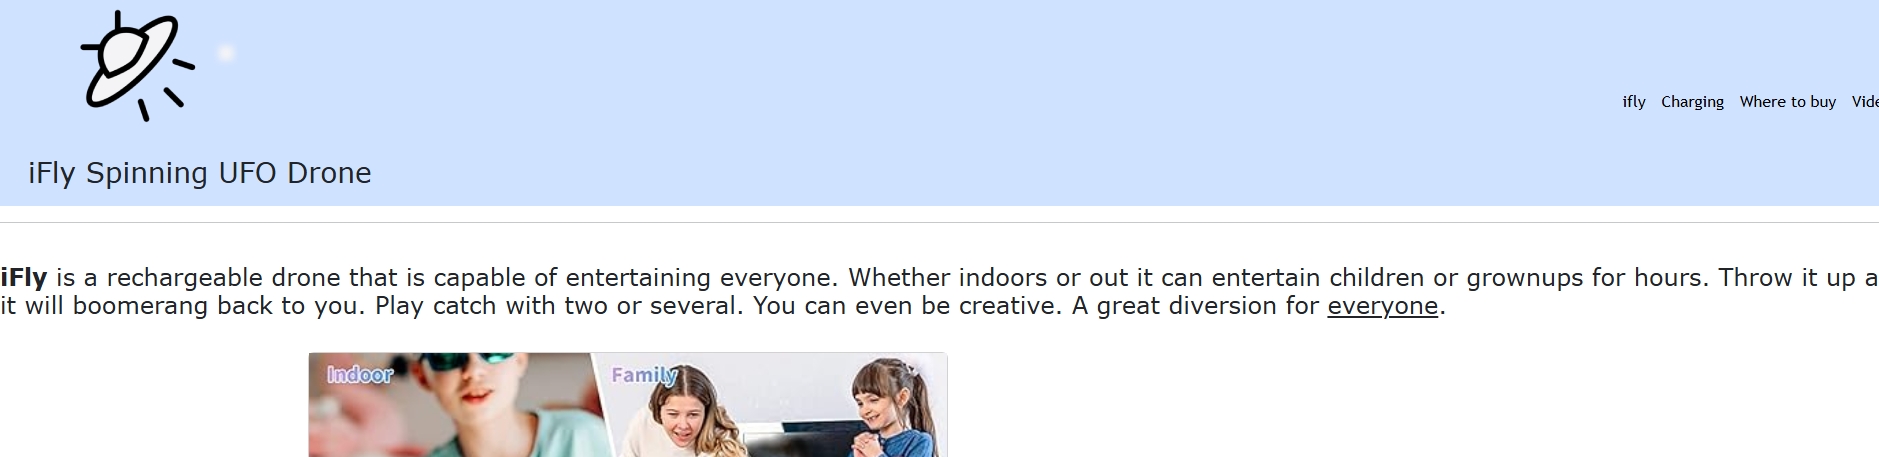 ifly Charging Where to buy
iFly Spinning UFO Drone
iFly is a rechargeable drone that is capable of entertaining everyone. Whether indoors or out it can entertain children or grownups for hours. Throw it up
it will boomerang back to you. Play catch with two or several. You can even be creative. A great diversion for everyone.
Indoor Family